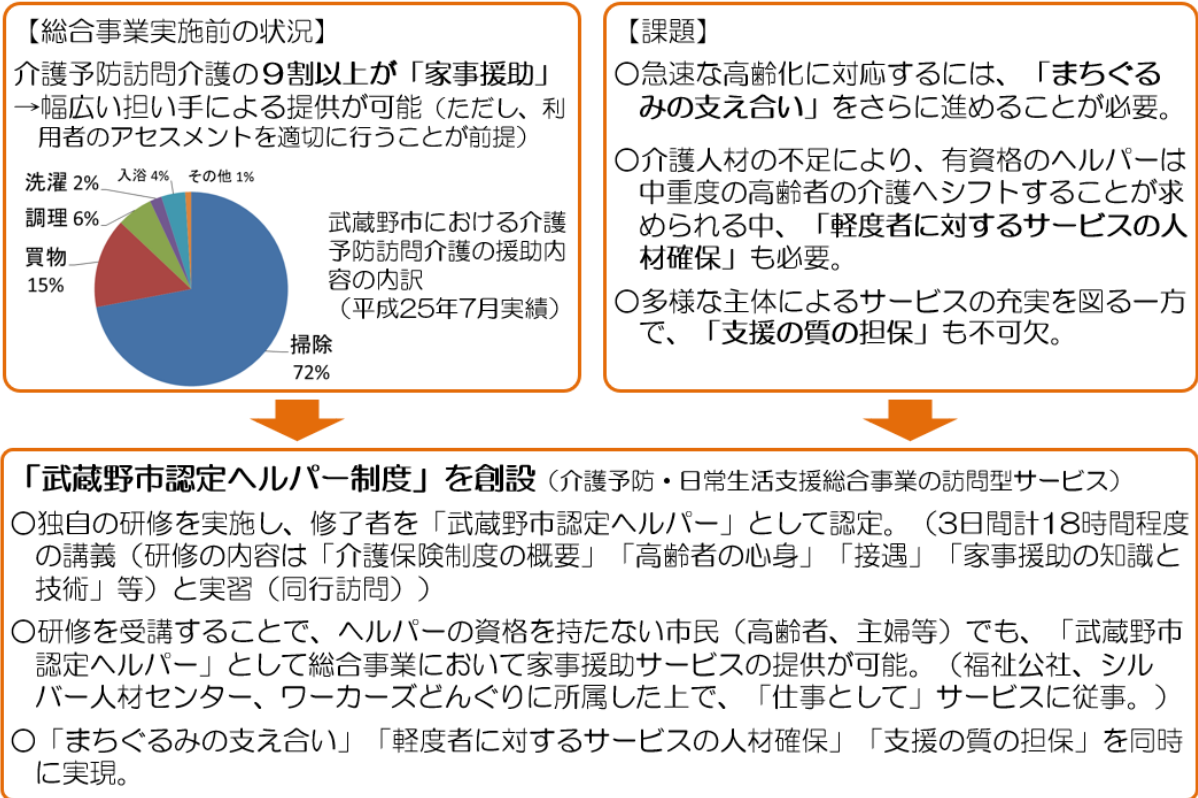 【総合事業実施前の状況】
介護予防訪問介護の９割以上が「家事援助」
→幅広い担い手による提供が可能（ただし、利
用者のアセスメントを適切に行うことが前提）
洗濯 2%
入浴 4%
その他 1%
調理 6%
買物
15%
掃除
72%
武蔵野市における介護
予防訪問介護の援助内
容の内訳
（平成25年7月実績）
【課題】
○急速な高齢化に対応するには、「まちぐる
みの支え合い」をさらに進めることが必要。
○介護人材の不足により、有資格のヘルパーは
中重度の高齢者の介護へシフトすることが求
められる中、「軽度者に対するサービスの人
材確保」も必要。
○多様な主体によるサービスの充実を図る一方
で、「支援の質の担保」も不可欠。
「武蔵野市認定ヘルパー制度」を創設（介護予防・日常生活支援総合事業の訪問型サービス）
○独自の研修を実施し、修了者を「武蔵野市認定ヘルパー」として認定。（3日間計18時間程度
の講義（研修の内容は「介護保険制度の概要」「高齢者の心身」「接遇」「家事援助の知識と
技術」等）と実習（同行訪問））
○研修を受講することで、ヘルパーの資格を持たない市民（高齢者、主婦等）でも、「武蔵野市
認定ヘルパー」として総合事業において家事援助サービスの提供が可能。（福祉公社、シル
バー人材センター、ワーカーズどんぐりに所属した上で、「仕事として」サービスに従事。）
○「まちぐるみの支え合い」「軽度者に対するサービスの人材確保」「支援の質の担保」を同時
に実現。